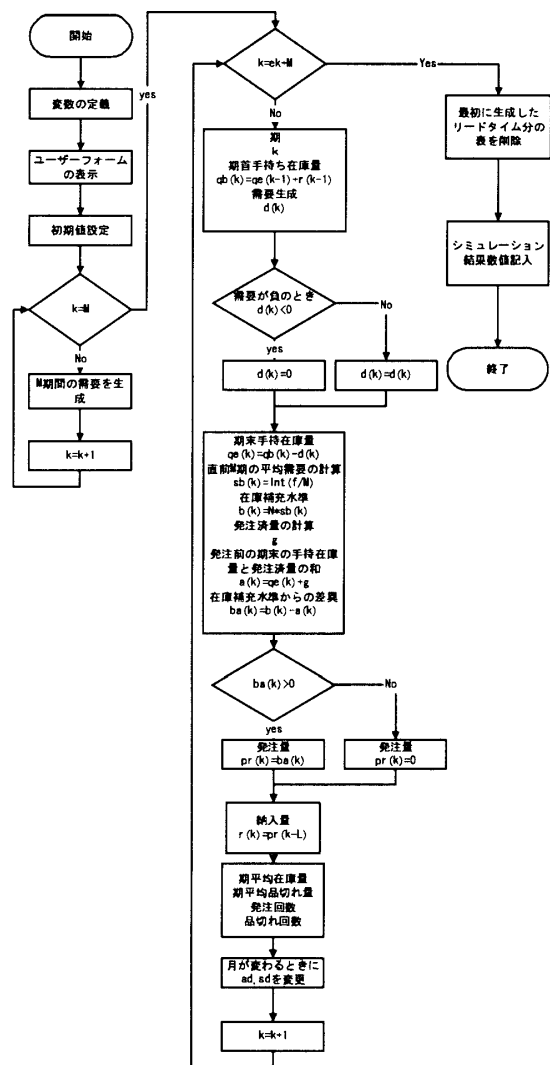 開始
変数の定義
ユーザーフォーム
の表示
初期値設定
k=M
yes
No
M期間の需要を生
成
k=k+1
k=ek+M
Yes
No
期
k
期首手持ち在庫量
qb(k)=qe(k-1)+r(k-1)
需要生成
d(k)
需要が負のとき
d(k)<0
No
yes
d(k)=0
d(k)=d(k)
期末手持在庫量
qe(k)=qb(k)-d(k)
直前M期の平均需要の計算
sb(k)=Int(f/M)
在庫補充水準
b(k)=N*sb(k)
発注済量の計算
g
発注前の期末の手持在庫
量と発注済量の和
a(k)=qe(k)+g
在庫補充水準からの差異
ba(k)=b(k)-a(k)
ba(k)>0
No
yes
発注量
pr(k)=ba(k)
発注量
pr(k)=0
納入量
r(k)=pr(k-L)
期平均在庫量
期平均品切れ量
発注回数
品切れ回数
月が変わるときに
ad,sdを変更
k=k+1
最初に生成した
リードタイム分の
表を削除
シミュレーション
結果数値記入
終了